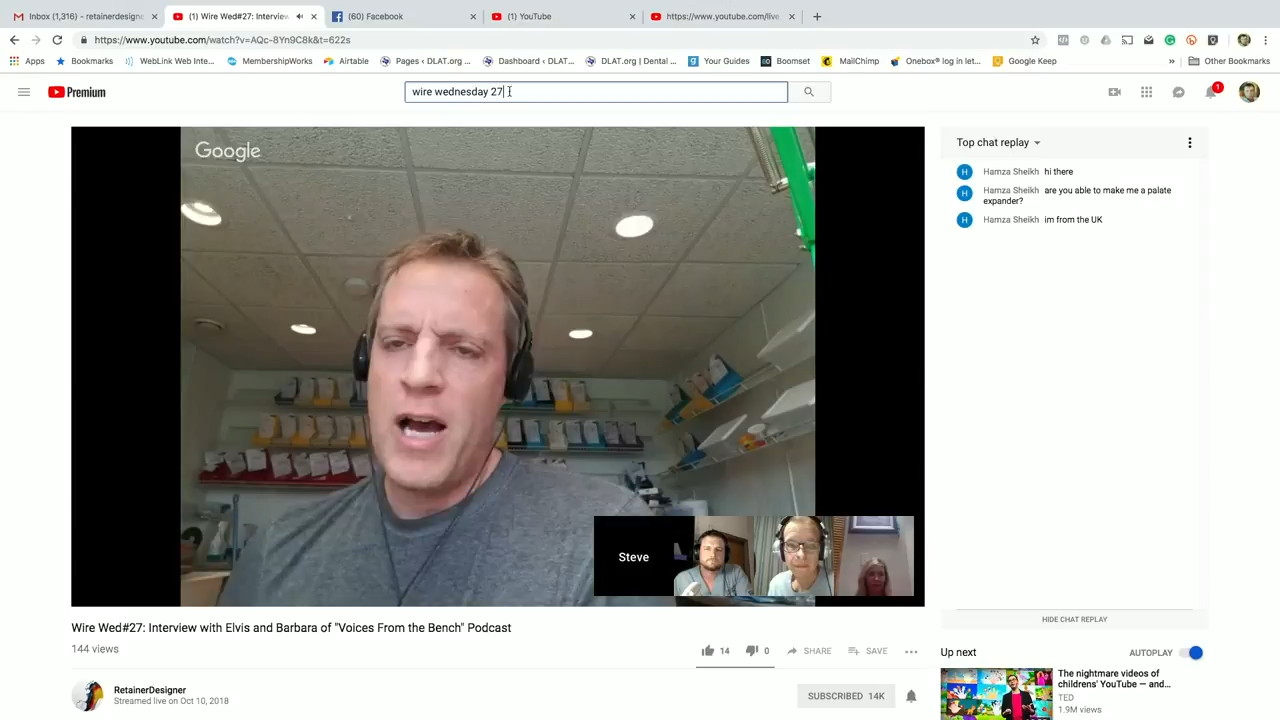 Inbox (1,316) - retainerdesigne
(1) Wire Wed#27: Interview
(60) Facebook
(1) YouTube
https://www.youtube.com/live
https://www.youtube.com/watch?v=AQc-8Yn9C8k&t=622s
Apps
Bookmarks
WebLink Web Inte...
MembershipWorks
Airtable
Pages ‹ DLAT.org ...
Dashboard ‹ DLAT...
DLAT.org | Dental ...
Your Guides
Boomset
MailChimp
Onebox® log in let...
Google Keep
»
Other Bookmarks
Premium
wire wednesday 27
1
Google
Steve
Top chat replay
H Hamza Sheikh hi there
H Hamza Sheikh are you able to make me a palate
expander?
H Hamza Sheikh im from the UK
HIDE CHAT REPLAY
Wire Wed#27: Interview with Elvis and Barbara of "Voices From the Bench" Podcast
144 views
14
0
SHARE
SAVE
RetainerDesigner
Streamed live on Oct 10, 2018
SUBSCRIBED 14K
Up next
AUTOPLAY
The nightmare videos of
childrens' YouTube — and...
TED
1.9M views